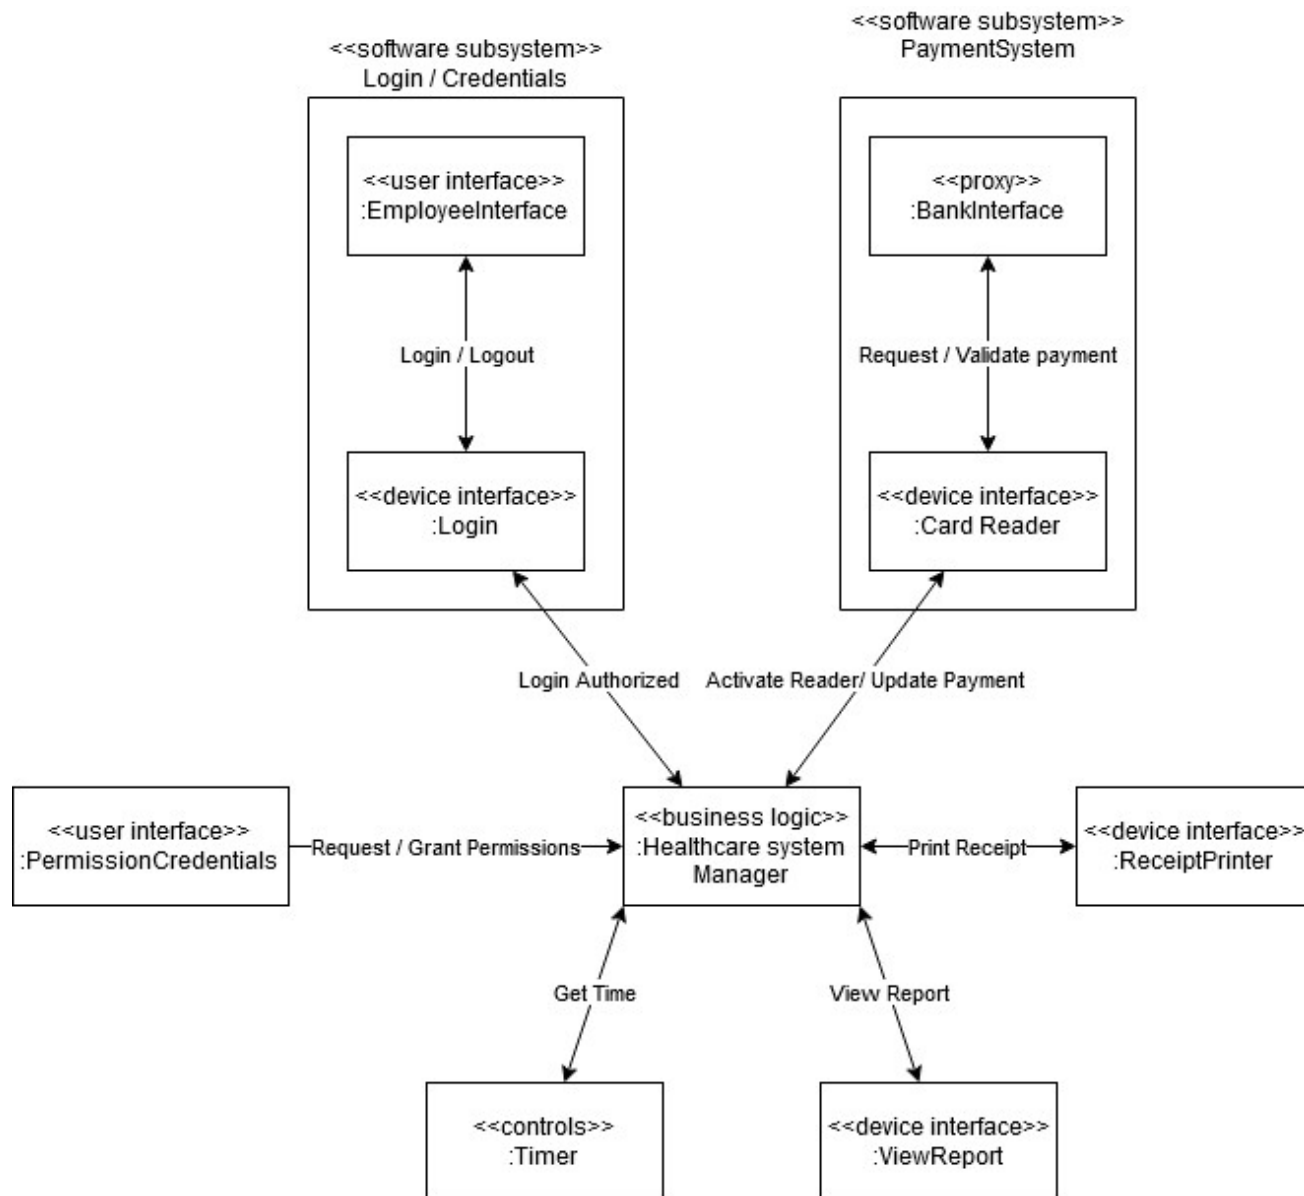 <<software subsystem>>
Login / Credentials
<<software subsystem>>
PaymentSystem
<<user interface>>
:EmployeeInterface
<<proxy>>
:BankInterface
Login / Logout
Request / Validate payment
<<device interface>>
:Login
<<device interface>>
:Card Reader
Login Authorized
Activate Reader/ Update Payment
<<user interface>>
:PermissionCredentials
Request / Grant Permissions
<<business logic>>
:Healthcare system
Manager
Print Receipt
<<device interface>>
:ReceiptPrinter
Get Time
View Report
<<controls>>
:Timer
<<device interface>>
:ViewReport